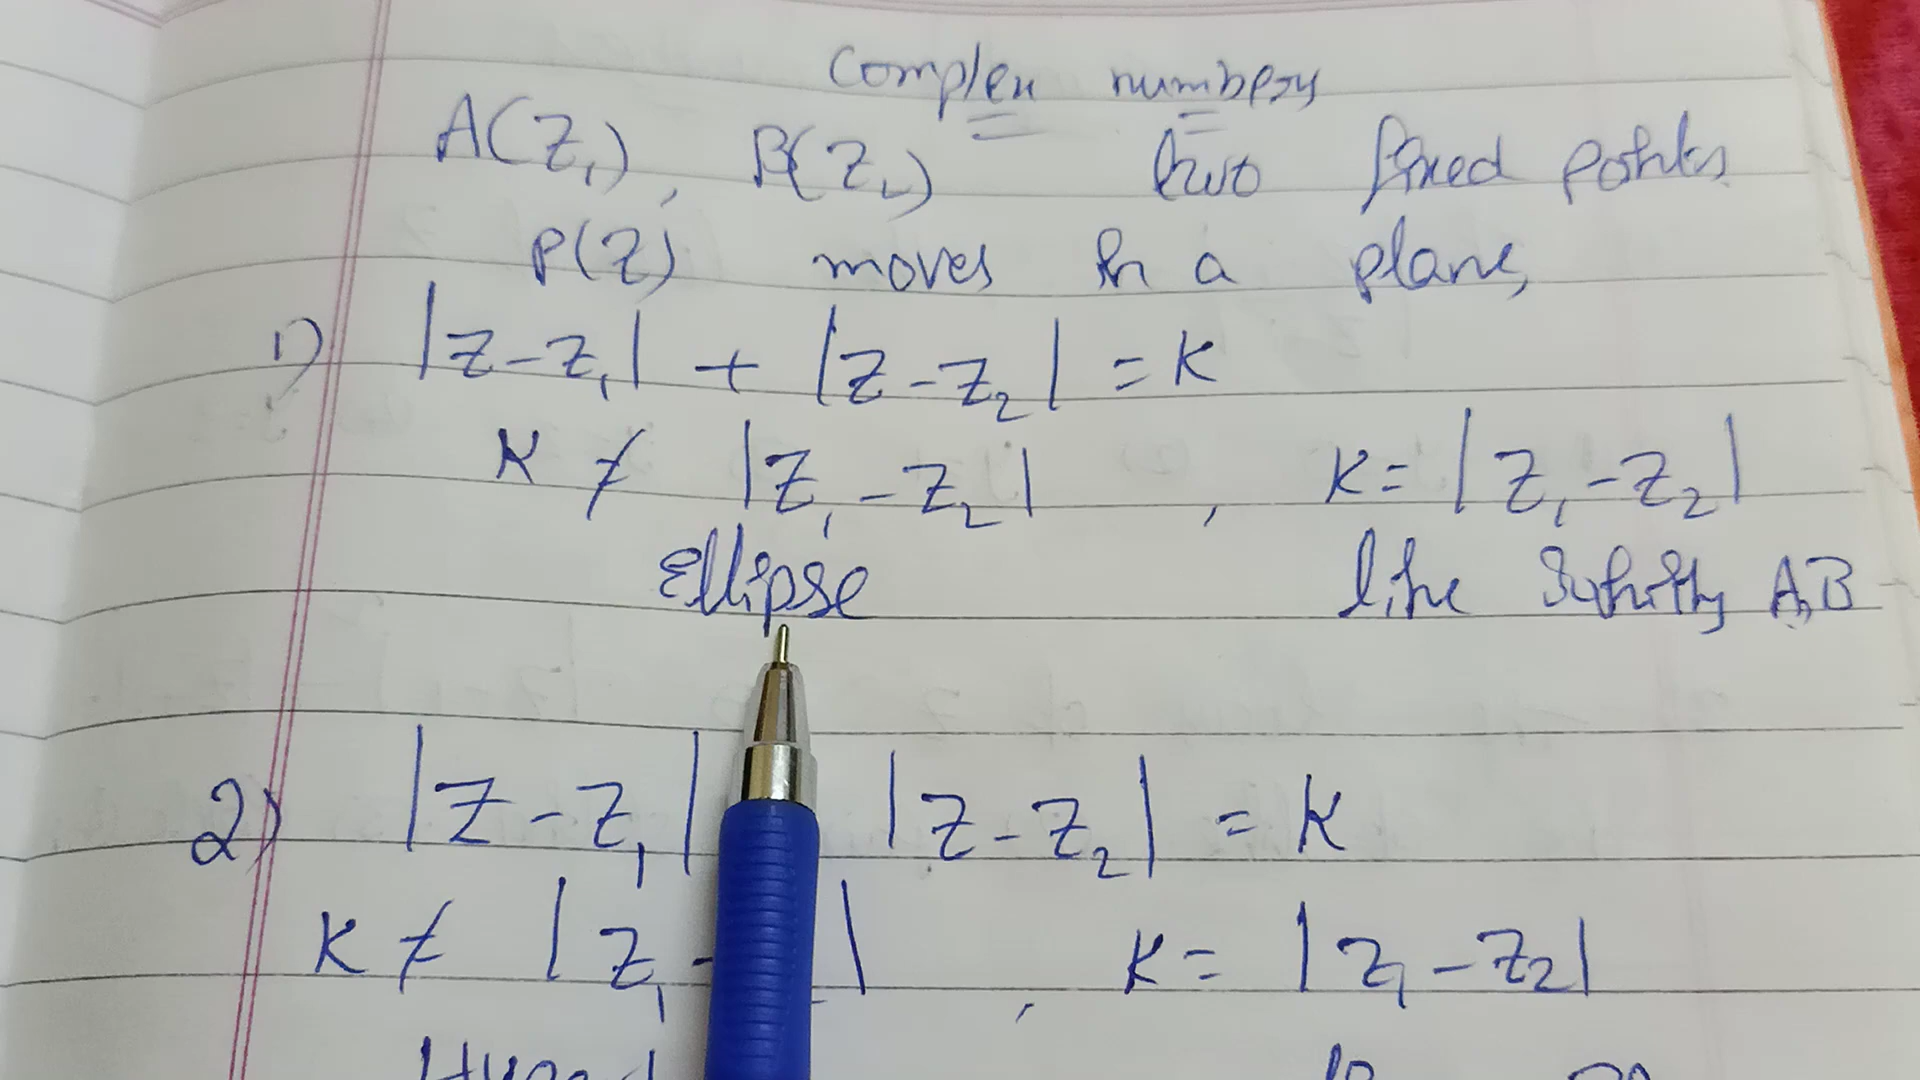 Complex numbers
A(Z₁), B(Z₂) two fixed points
P(Z) moves in a plane,
1) |Z-Z₁| + |Z-Z₂| = K
K ≠ |Z₁-Z₂| , K = |Z₁-Z₂|
Ellipse line joining A,B
2) |Z-Z₁| |Z-Z₂| = K
K ≠ |Z₁- | , K = |Z₁-Z₂|